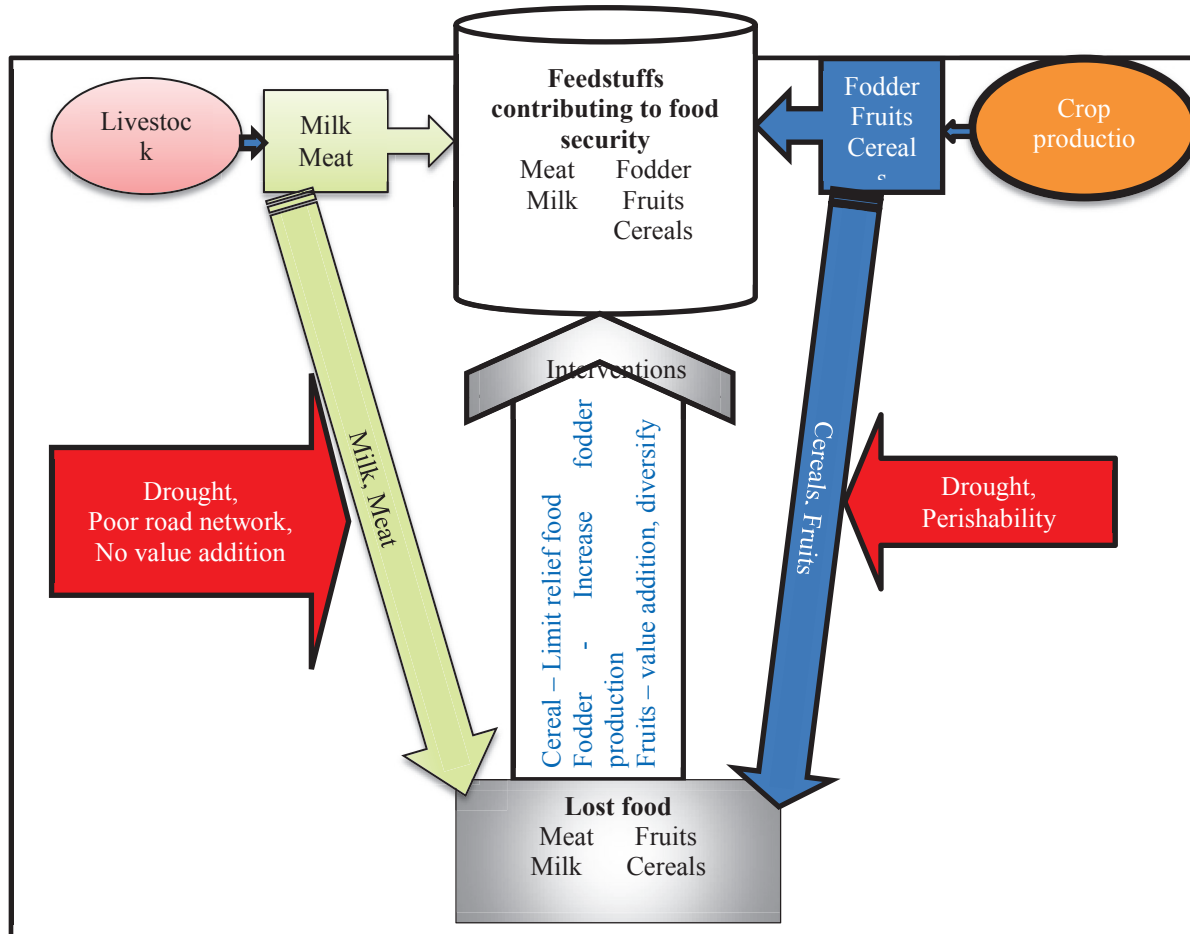 Livestoc
k
Milk
Meat
Feedstuffs
contributing to food
security
Meat Fodder
Milk Fruits
Cereals
Fodder
Fruits
Cereal
s
Crop
productio
Interventions
Milk, Meat
Cereals. Fruits
Drought,
Poor road network,
No value addition
Cereal – Limit relief food
Fodder - Increase fodder
production
Fruits – value addition, diversify
Drought,
Perishability
Lost food
Meat Fruits
Milk Cereals